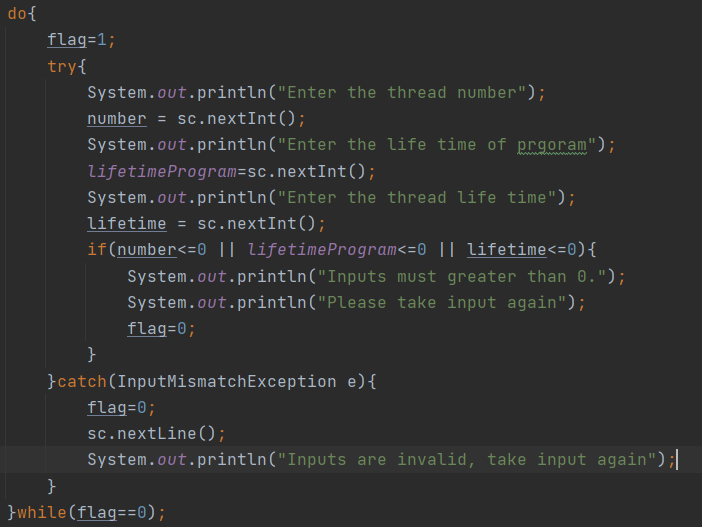 do{
flag=1;
try{
System.out.println("Enter the thread number");
number = sc.nextInt();
System.out.println("Enter the life time of prgoram");
lifetimeProgram=sc.nextInt();
System.out.println("Enter the thread life time");
lifetime = sc.nextInt();
if(number<=0 || lifetimeProgram<=0 || lifetime<=0){
System.out.println("Inputs must greater than 0.");
System.out.println("Please take input again");
flag=0;
}
}catch(InputMismatchException e){
flag=0;
sc.nextLine();
System.out.println("Inputs are invalid, take input again");
}
}while(flag==0);